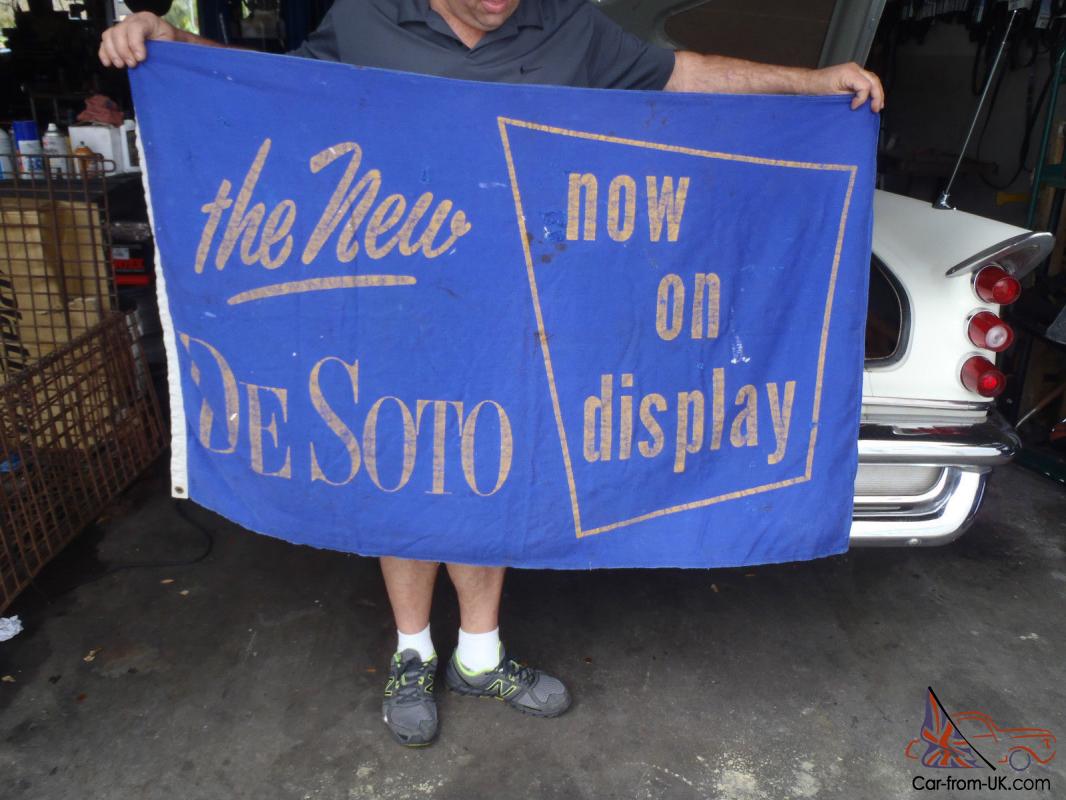 the New
DE SOTO
now
on
display
Car-from-UK.com